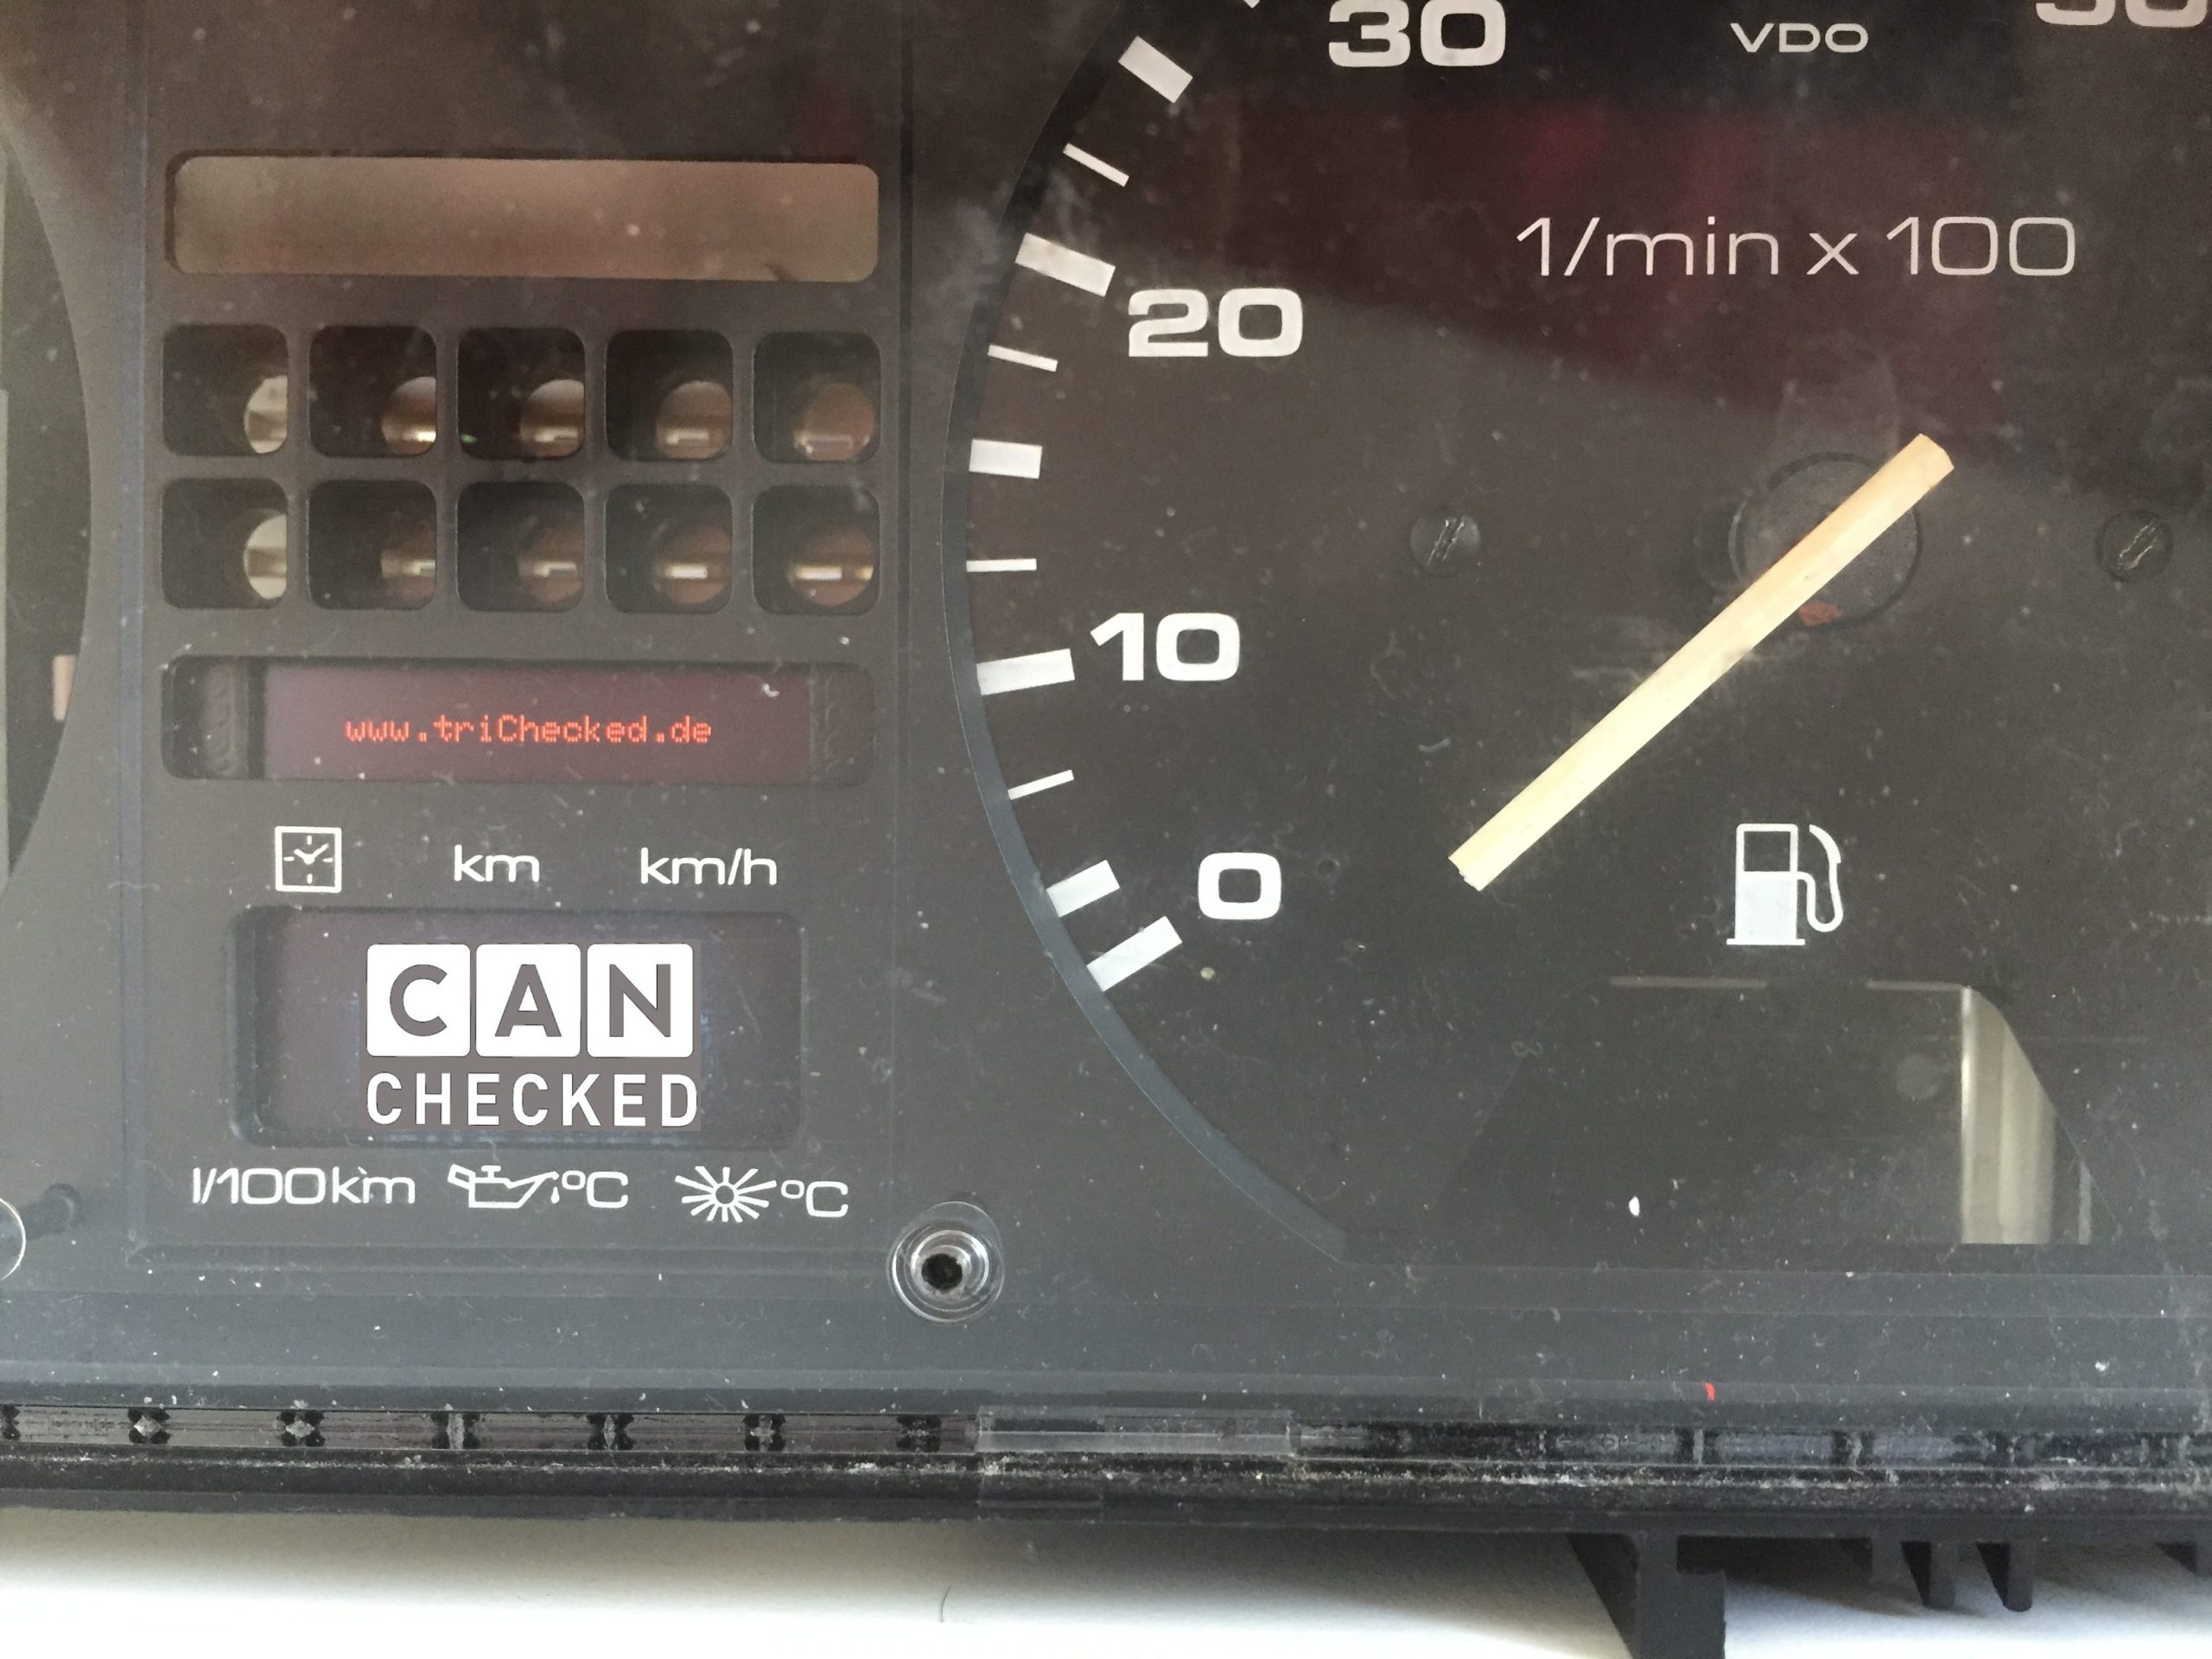 30
VDO
1/min x 100
20
10
www.triChecked.de
km
km/h
0
CAN
CHECKED
l/100km
°C
°C